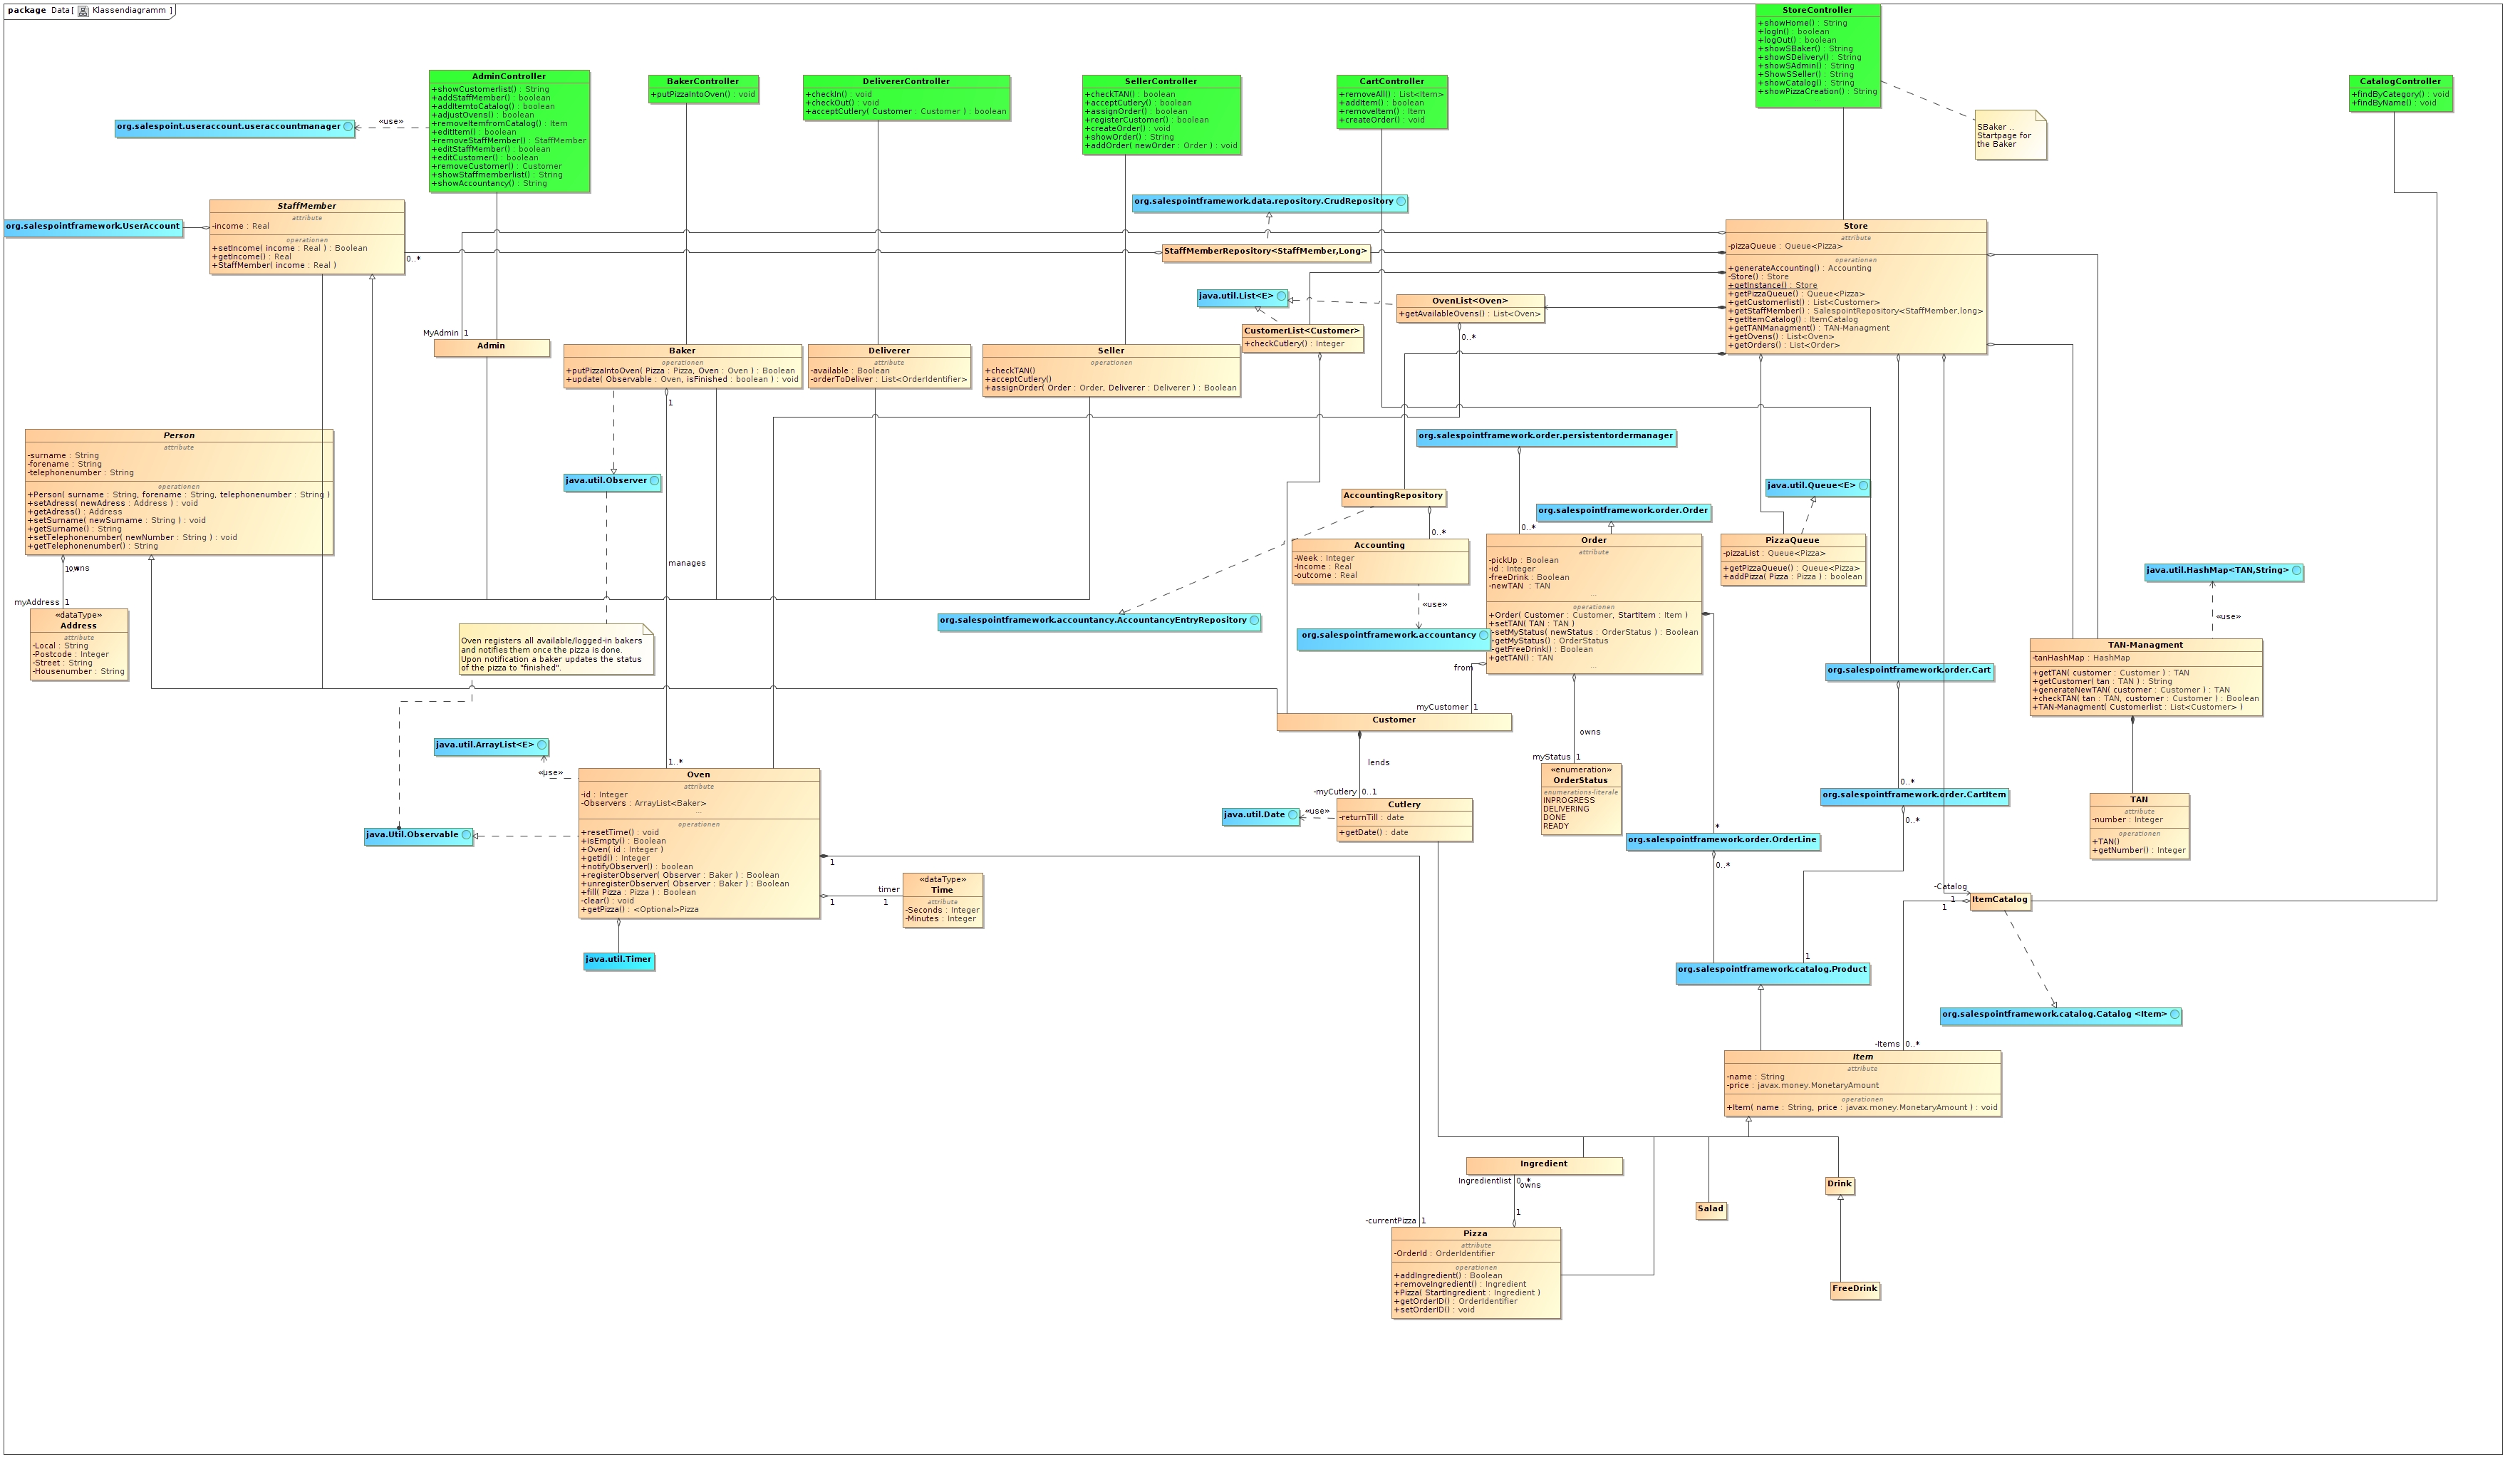 package Data [ Klassendiagramm ]
StoreController
+showHome() : String
+logIn() : boolean
+logOut() : boolean
+showSBaker() : String
+showSDelivery() : String
+showSAdmin() : String
+ShowSSeller() : String
+showCatalog() : String
+showPizzaCreation() : String
AdminController
+showCustomerlist() : String
+addStaffMember() : boolean
+addItemtoCatalog() : boolean
+adjustOvens() : boolean
+removeItemfromCatalog() : Item
+editItem() : boolean
+removeStaffMember() : StaffMember
+editStaffMember() : boolean
+editCustomer() : boolean
+removeCustomer() : Customer
+showStaffmemberlist() : String
+showAccountancy() : String
BakerController
+putPizzaIntoOven() : void
DelivererController
+checkIn() : void
+checkOut() : void
+acceptCutlery( Customer : Customer ) : boolean
SellerController
+checkTAN() : boolean
+acceptCutlery() : boolean
+assignOrder() : boolean
+registerCustomer() : boolean
+createOrder() : void
+showOrder() : String
+addOrder( newOrder : Order ) : void
CartController
+removeAll() : List<Item>
+addItem() : boolean
+removeItem() : Item
+createOrder() : void
CatalogController
+findByCategory() : void
+findByName() : void
SBaker ..
Startpage for
the Baker
org.salespoint.useraccount.useraccountmanager
«use»
org.salespointframework.UserAccount
StaffMember
attribute
-income : Real
operationen
+setIncome( income : Real ) : Boolean
+getIncome() : Real
+StaffMember( income : Real )
0..*
org.salespointframework.data.repository.CrudRepository
StaffMemberRepository<StaffMember,Long>
Store
attribute
-pizzaQueue : Queue<Pizza>
operationen
+generateAccounting() : Accounting
-Store() : Store
+getInstance() : Store
+getPizzaQueue() : Queue<Pizza>
+getCustomerlist() : List<Customer>
+getStaffMember() : SalespointRepository<StaffMember,long>
+getItemCatalog() : ItemCatalog
+getTANManagment() : TAN-Managment
+getOvens() : List<Oven>
+getOrders() : List<Order>
java.util.List<E>
OvenList<Oven>
+getAvailableOvens() : List<Oven>
0..*
CustomerList<Customer>
+checkCutlery() : Integer
MyAdmin 1
Admin
Baker
operationen
+putPizzaIntoOven( Pizza : Pizza, Oven : Oven ) : Boolean
+update( Observable : Oven, isFinished : boolean ) : void
1
Deliverer
attribute
-available : Boolean
-orderToDeliver : List<OrderIdentifier>
Seller
operationen
+checkTAN()
+acceptCutlery()
+assignOrder( Order : Order, Deliverer : Deliverer ) : Boolean
Person
attribute
-surname : String
-forename : String
-telephonenumber : String
operationen
+Person( surname : String, forename : String, telephonenumber : String )
+setAdress( newAdress : Address ) : void
+getAdress() : Address
+setSurname( newSurname : String ) : void
+getSurname() : String
+setTelephonenumber( newNumber : String ) : void
+getTelephonenumber() : String
owns
myAddress 1
«dataType»
Address
attribute
-Local : String
-Postcode : Integer
-Street : String
-Housenumber : String
java.util.Observer
manages
Oven registers all available/logged-in bakers
and notifies them once the pizza is done.
Upon notification a baker updates the status
of the pizza to "finished".
org.salespointframework.order.persistentordermanager
0..*
AccountingRepository
0..*
Accounting
-Week : Integer
-Income : Real
-outcome : Real
«use»
org.salespointframework.accountancy.AccountancyEntryRepository
org.salespointframework.accountancy
org.salespointframework.order.Order
Order
attribute
-pickUp : Boolean
-id : Integer
-freeDrink : Boolean
-newTAN : TAN
...
operationen
+Order( Customer : Customer, StartItem : Item )
+setTAN( TAN : TAN )
-setMyStatus( newStatus : OrderStatus ) : Boolean
-getMyStatus() : OrderStatus
-getFreeDrink() : Boolean
+getTAN() : TAN
...
from
myCustomer 1
java.util.Queue<E>
PizzaQueue
-pizzaList : Queue<Pizza>
+getPizzaQueue() : Queue<Pizza>
+addPizza( Pizza : Pizza ) : boolean
java.util.HashMap<TAN,String>
«use»
TAN-Managment
-tanHashMap : HashMap
+getTAN( customer : Customer ) : TAN
+getCustomer( tan : TAN ) : String
+generateNewTAN( customer : Customer ) : TAN
+checkTAN( tan : TAN, customer : Customer ) : Boolean
+TAN-Managment( Customerlist : List<Customer> )
org.salespointframework.order.Cart
Customer
lends
-myCutlery 0..1
owns
myStatus 1
«enumeration»
OrderStatus
enumerations-literale
INPROGRESS
DELIVERING
DONE
READY
java.util.ArrayList<E>
«use»
1..*
Oven
attribute
-id : Integer
-Observers : ArrayList<Baker>
...
operationen
+resetTime() : void
+isEmpty() : Boolean
+Oven( id : Integer )
+getId() : Integer
+notifyObserver() : boolean
+registerObserver( Observer : Baker ) : Boolean
+unregisterObserver( Observer : Baker ) : Boolean
+fill( Pizza : Pizza ) : Boolean
-clear() : void
+getPizza() : <Optional>Pizza
java.Util.Observable
1
timer
1 1
«dataType»
Time
attribute
-Seconds : Integer
-Minutes : Integer
java.util.Timer
java.util.Date
«use»
Cutlery
-returnTill : date
+getDate() : date
*
org.salespointframework.order.OrderLine
0..*
0..*
org.salespointframework.order.CartItem
0..*
TAN
attribute
-number : Integer
operationen
+TAN()
+getNumber() : Integer
-Catalog
1
1
ItemCatalog
1
org.salespointframework.catalog.Product
org.salespointframework.catalog.Catalog <Item>
-Items 0..*
Item
attribute
-name : String
-price : javax.money.MonetaryAmount
operationen
+Item( name : String, price : javax.money.MonetaryAmount ) : void
Ingredient
Ingredientlist 0..*
owns
1
Salad
Drink
FreeDrink
-currentPizza 1
Pizza
attribute
-OrderId : OrderIdentifier
operationen
+addIngredient() : Boolean
+removeIngredient() : Ingredient
+Pizza( StartIngredient : Ingredient )
+getOrderID() : OrderIdentifier
+setOrderID() : void